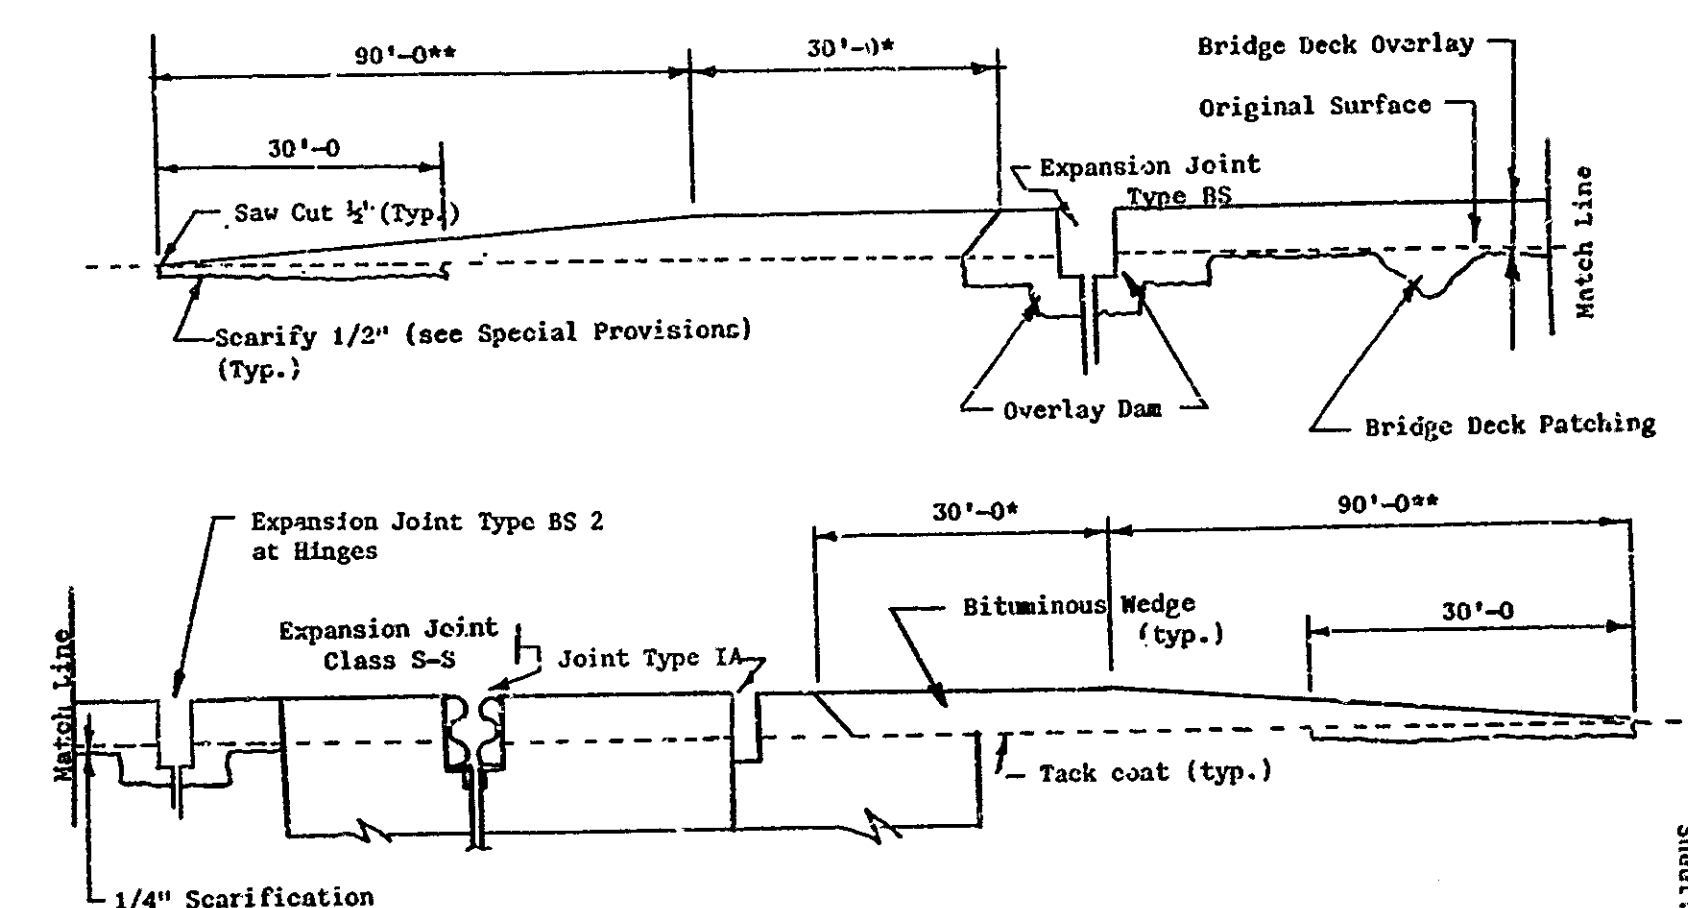 90'-0**
30'-0*
Bridge Deck Overlay
Original Surface
30'-0
Expansion Joint
Type BS
Saw Cut ½" (Typ.)
Match Line
Scarify 1/2" (see Special Provisions)
(Typ.)
Overlay Dam
Bridge Deck Patching
30'-0*
90'-0**
Expansion Joint Type BS 2
at Hinges
Bituminous Wedge
(typ.)
30'-0
Expansion Joint
Class S-S
Joint Type IA
Match Line
Tack coat (typ.)
1/4" Scarification